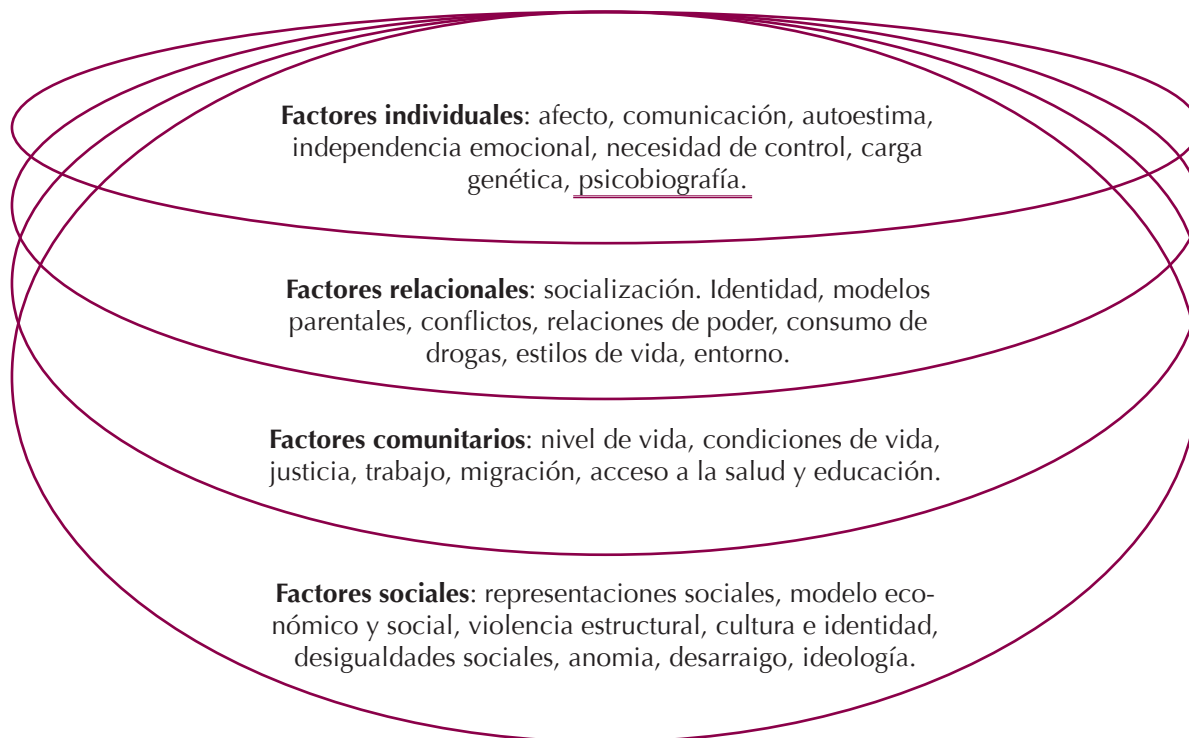 Factores individuales: afecto, comunicación, autoestima,
independencia emocional, necesidad de control, carga
genética, psicobiografía.
Factores relacionales: socialización. Identidad, modelos
parentales, conflictos, relaciones de poder, consumo de
drogas, estilos de vida, entorno.
Factores comunitarios: nivel de vida, condiciones de vida,
justicia, trabajo, migración, acceso a la salud y educación.
Factores sociales: representaciones sociales, modelo eco-
nómico y social, violencia estructural, cultura e identidad,
desigualdades sociales, anomia, desarraigo, ideología.